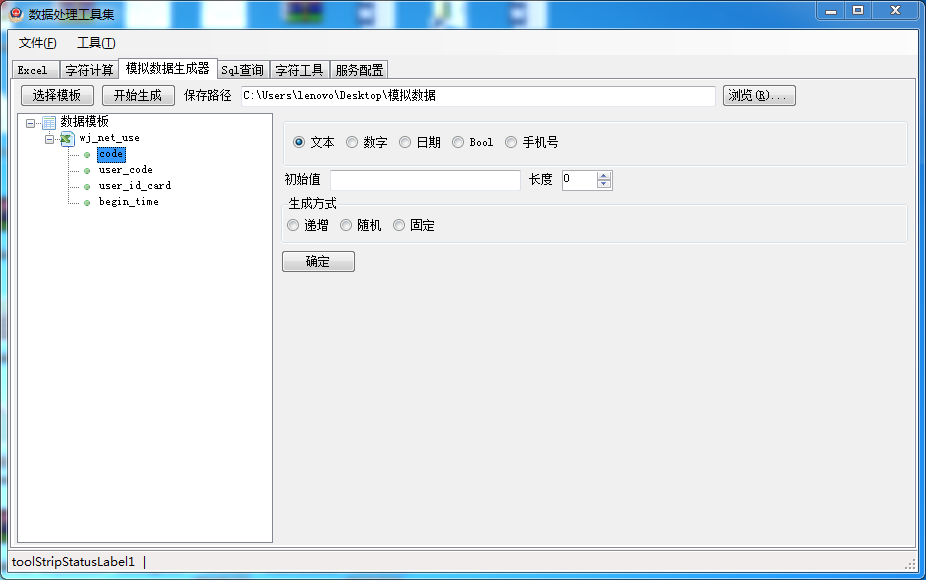 数据处理工具集
文件(F) 工具(T)
Excel 字符计算 模拟数据生成器 Sql查询 字符工具 服务配置
选择模板 开始生成 保存路径 C:\Users\lenovo\Desktop\模拟数据 浏览(R)...
数据模板
wj_net_use
code
user_code
user_id_card
begin_time
文本 数字 日期 Bool 手机号
初始值 长度 0
生成方式
递增 随机 固定
确定
toolStripStatusLabel1